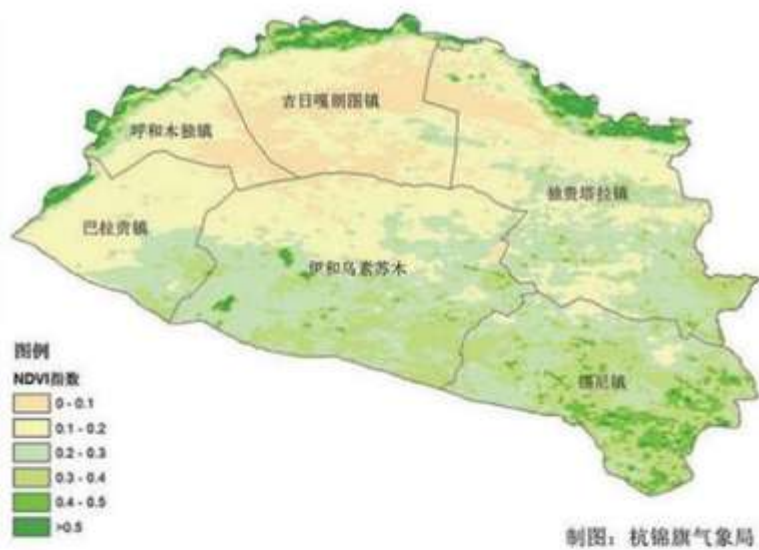 吉日嘎朗图镇
呼和木独镇
独贵塔拉镇
巴拉贡镇
伊和乌素苏木
锡尼镇
图例
NDVI指数
0 - 0.1
0.1 - 0.2
0.2 - 0.3
0.3 - 0.4
0.4 - 0.5
>0.5
制图：杭锦旗气象局